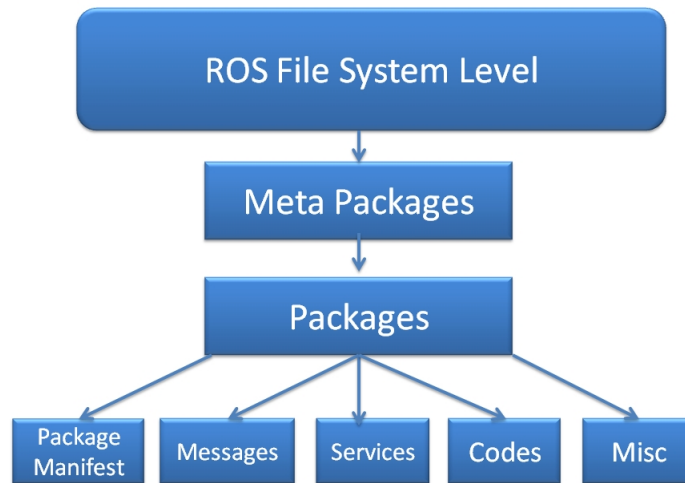 ROS File System Level
Meta Packages
Packages
Package
Manifest
Messages
Services
Codes
Misc